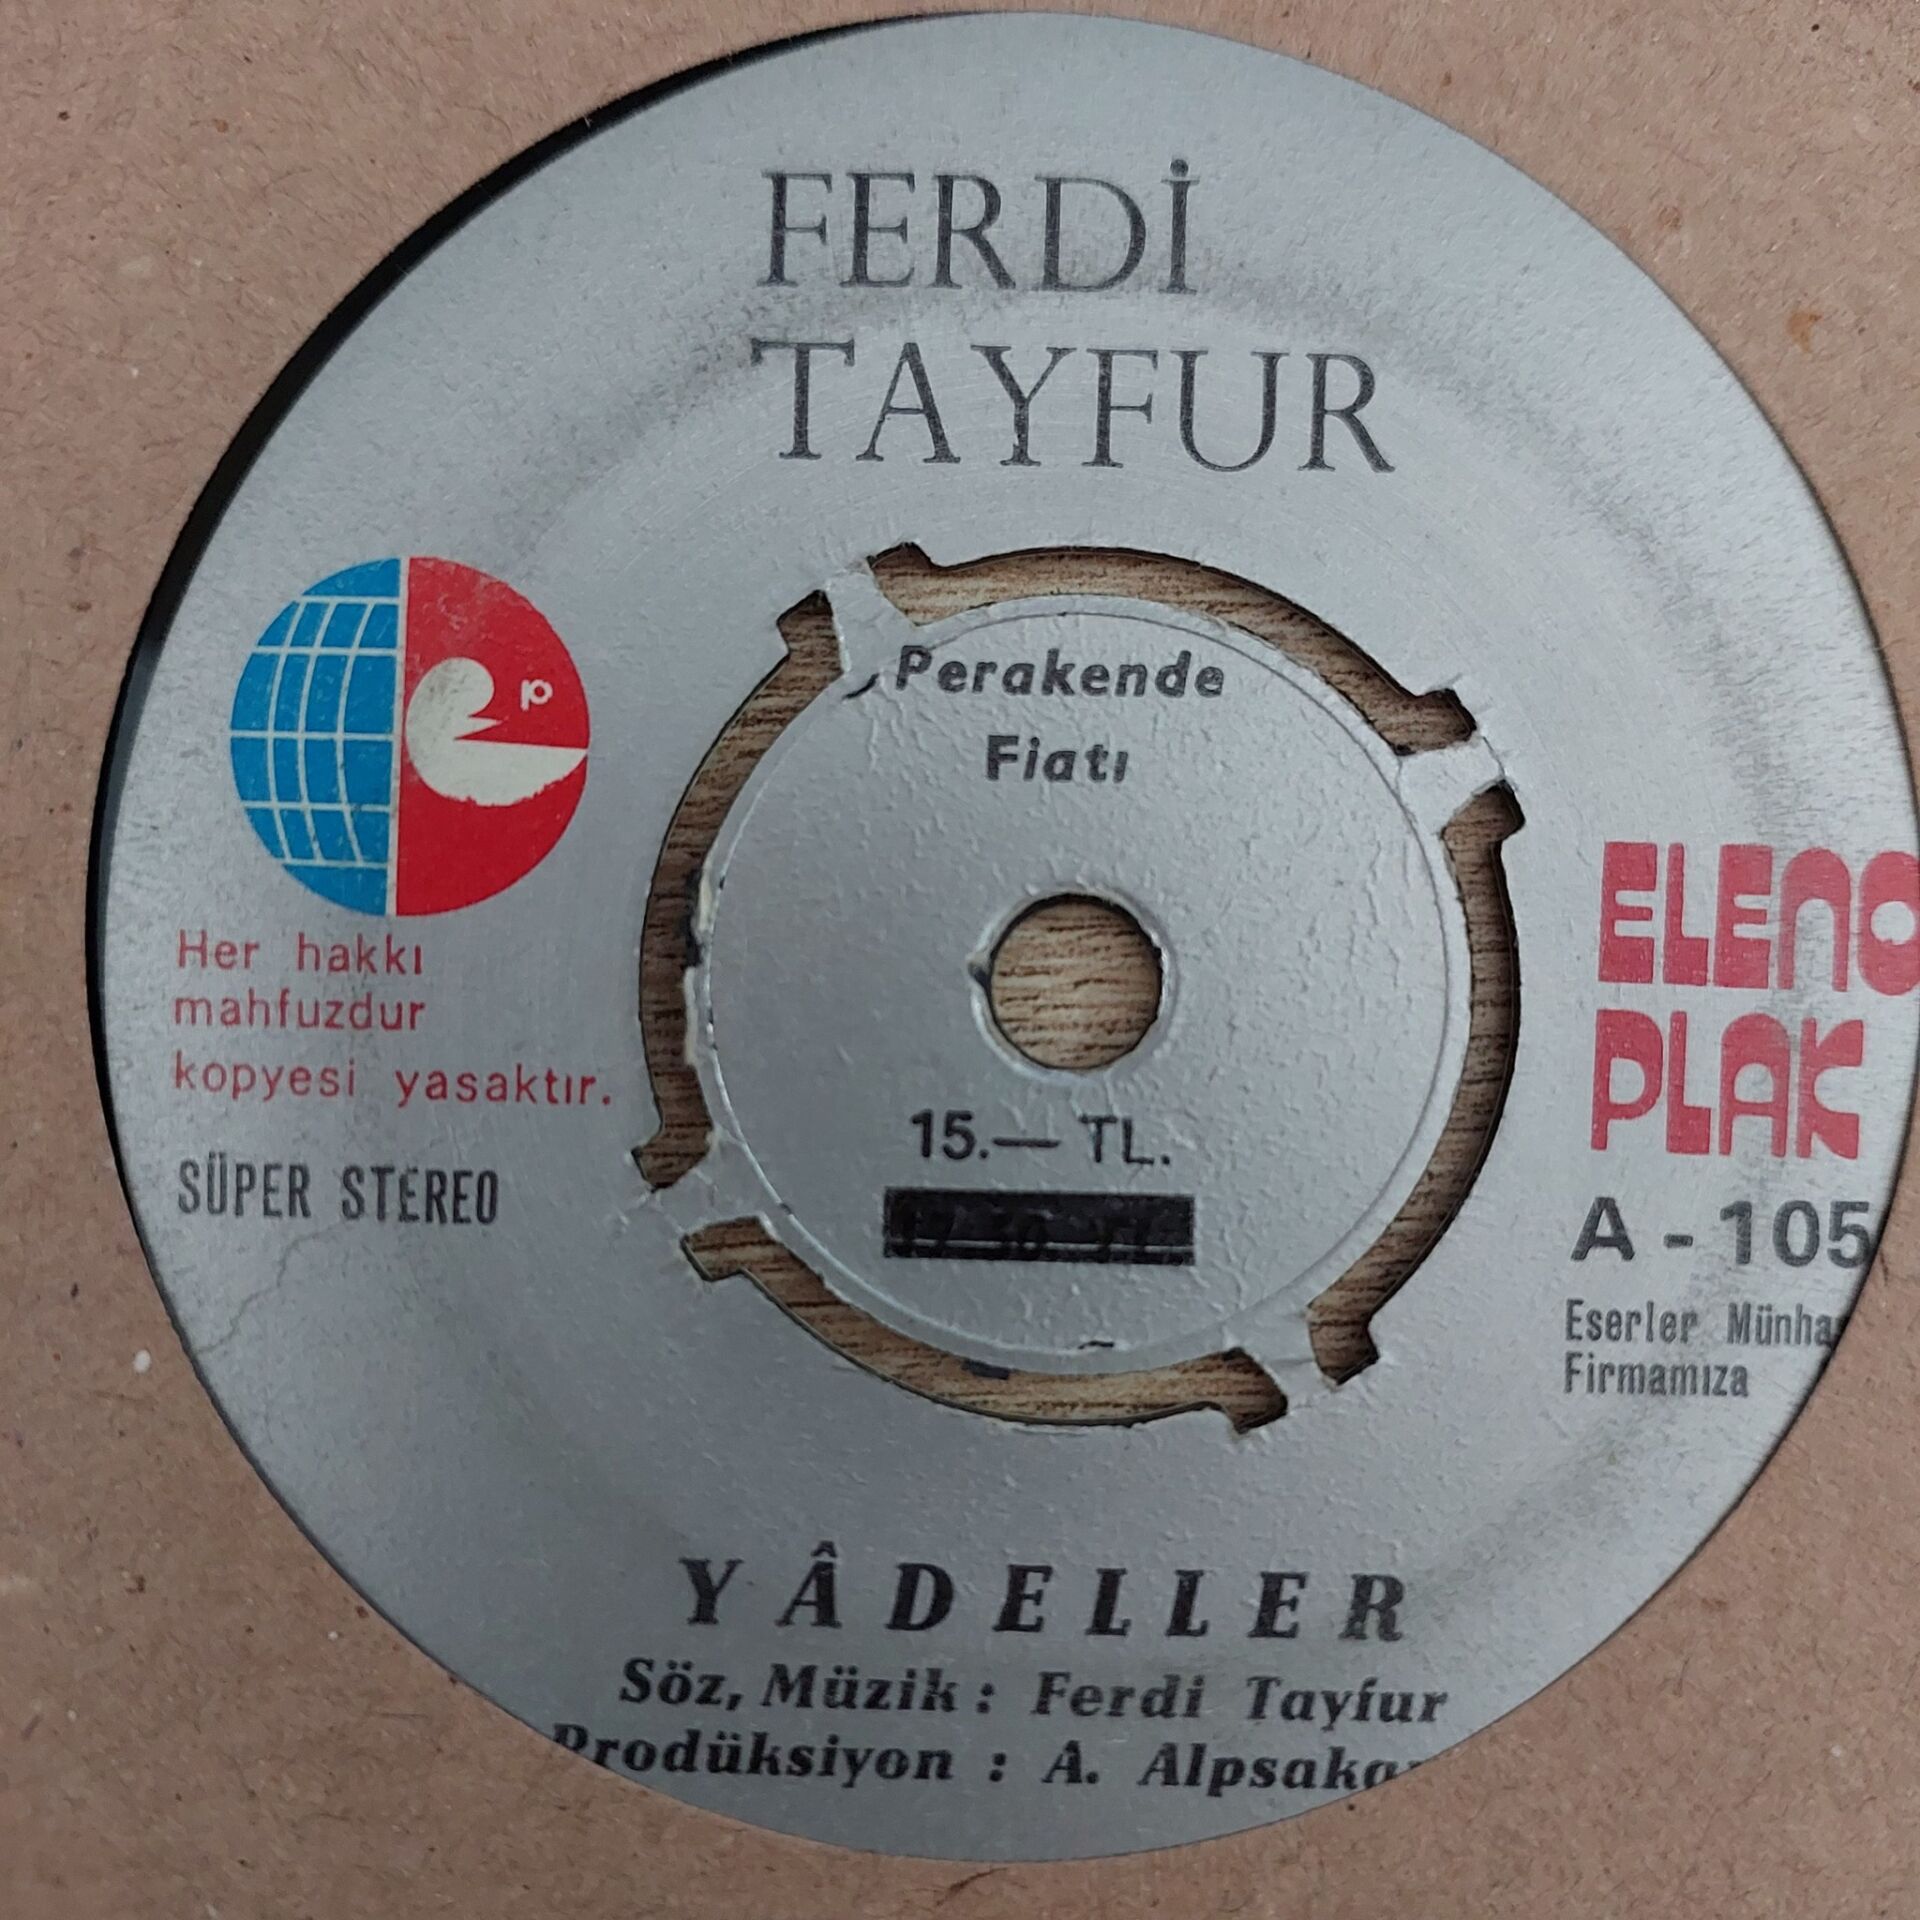 FERDİ
TAYFUR
Perakende
Fiatı
p
Her hakkı
mahfuzdur
kopyesi yasaktır.
SÜPER STEREO
15.— TL.
ELENO
PLAK
A - 105
Eserler
Firmamıza
YÂDELLER
Söz, Müzik : Ferdi Tayfur
Prodüksiyon : A.